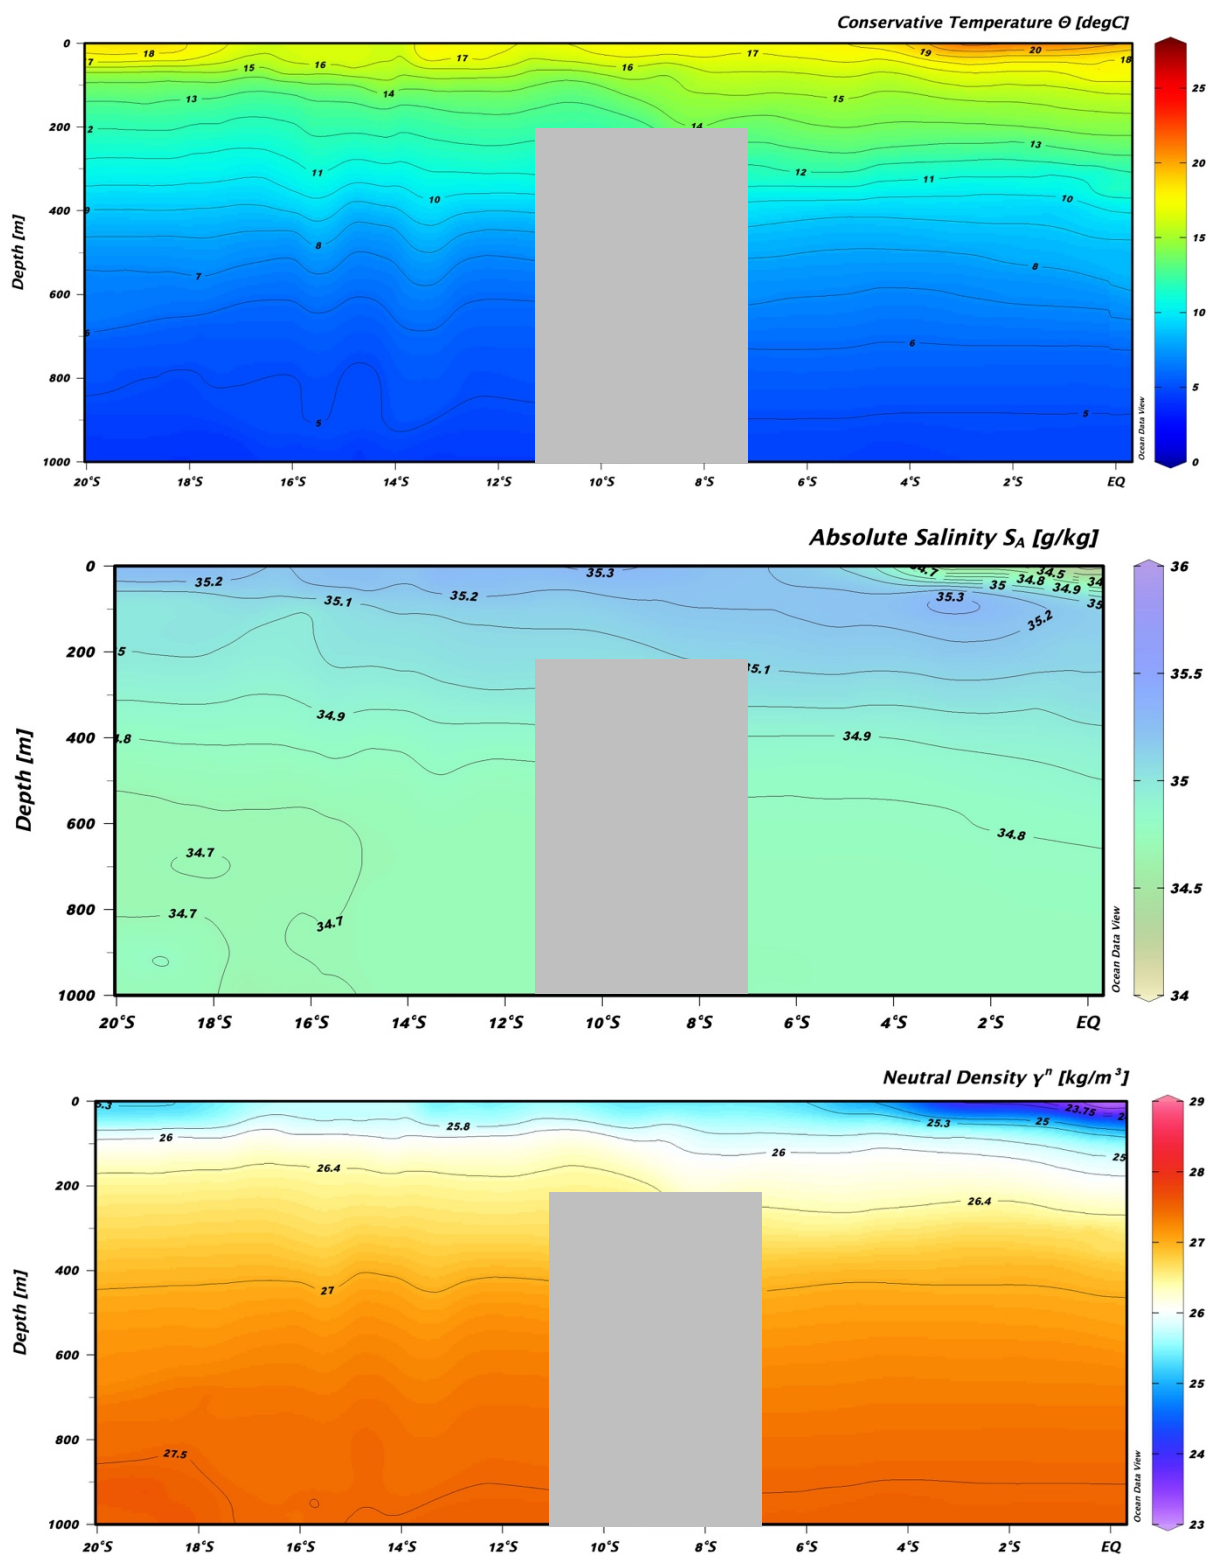 Conservative Temperature Θ [degC]
0
200
400
600
800
1000
Depth [m]
18
7
17
16
15
14
13
2
11
10
9
8
7
5
17
16
15
14
19
20
18
13
12
11
10
8
6
5
20°S
18°S
16°S
14°S
12°S
10°S
8°S
6°S
4°S
2°S
EQ
Ocean Data View
25
20
15
10
5
0
Absolute Salinity S_A [g/kg]
0
200
400
600
800
1000
Depth [m]
35.2
35.1
35.2
35.3
34.7
34.5
34.8
35
34.9
34
35
35.3
35.2
5
35.1
34.9
4.8
34.9
34.8
34.7
34.7
34.7
20°S
18°S
16°S
14°S
12°S
10°S
8°S
6°S
4°S
2°S
EQ
Ocean Data View
36
35.5
35
34.5
34
Neutral Density γⁿ [kg/m³]
0
200
400
600
800
1000
Depth [m]
5.3
26
25.8
26.4
23.75
25.3
25
26
25
26.4
27
27.5
20°S
18°S
16°S
14°S
12°S
10°S
8°S
6°S
4°S
2°S
EQ
Ocean Data View
29
28
27
26
25
24
23